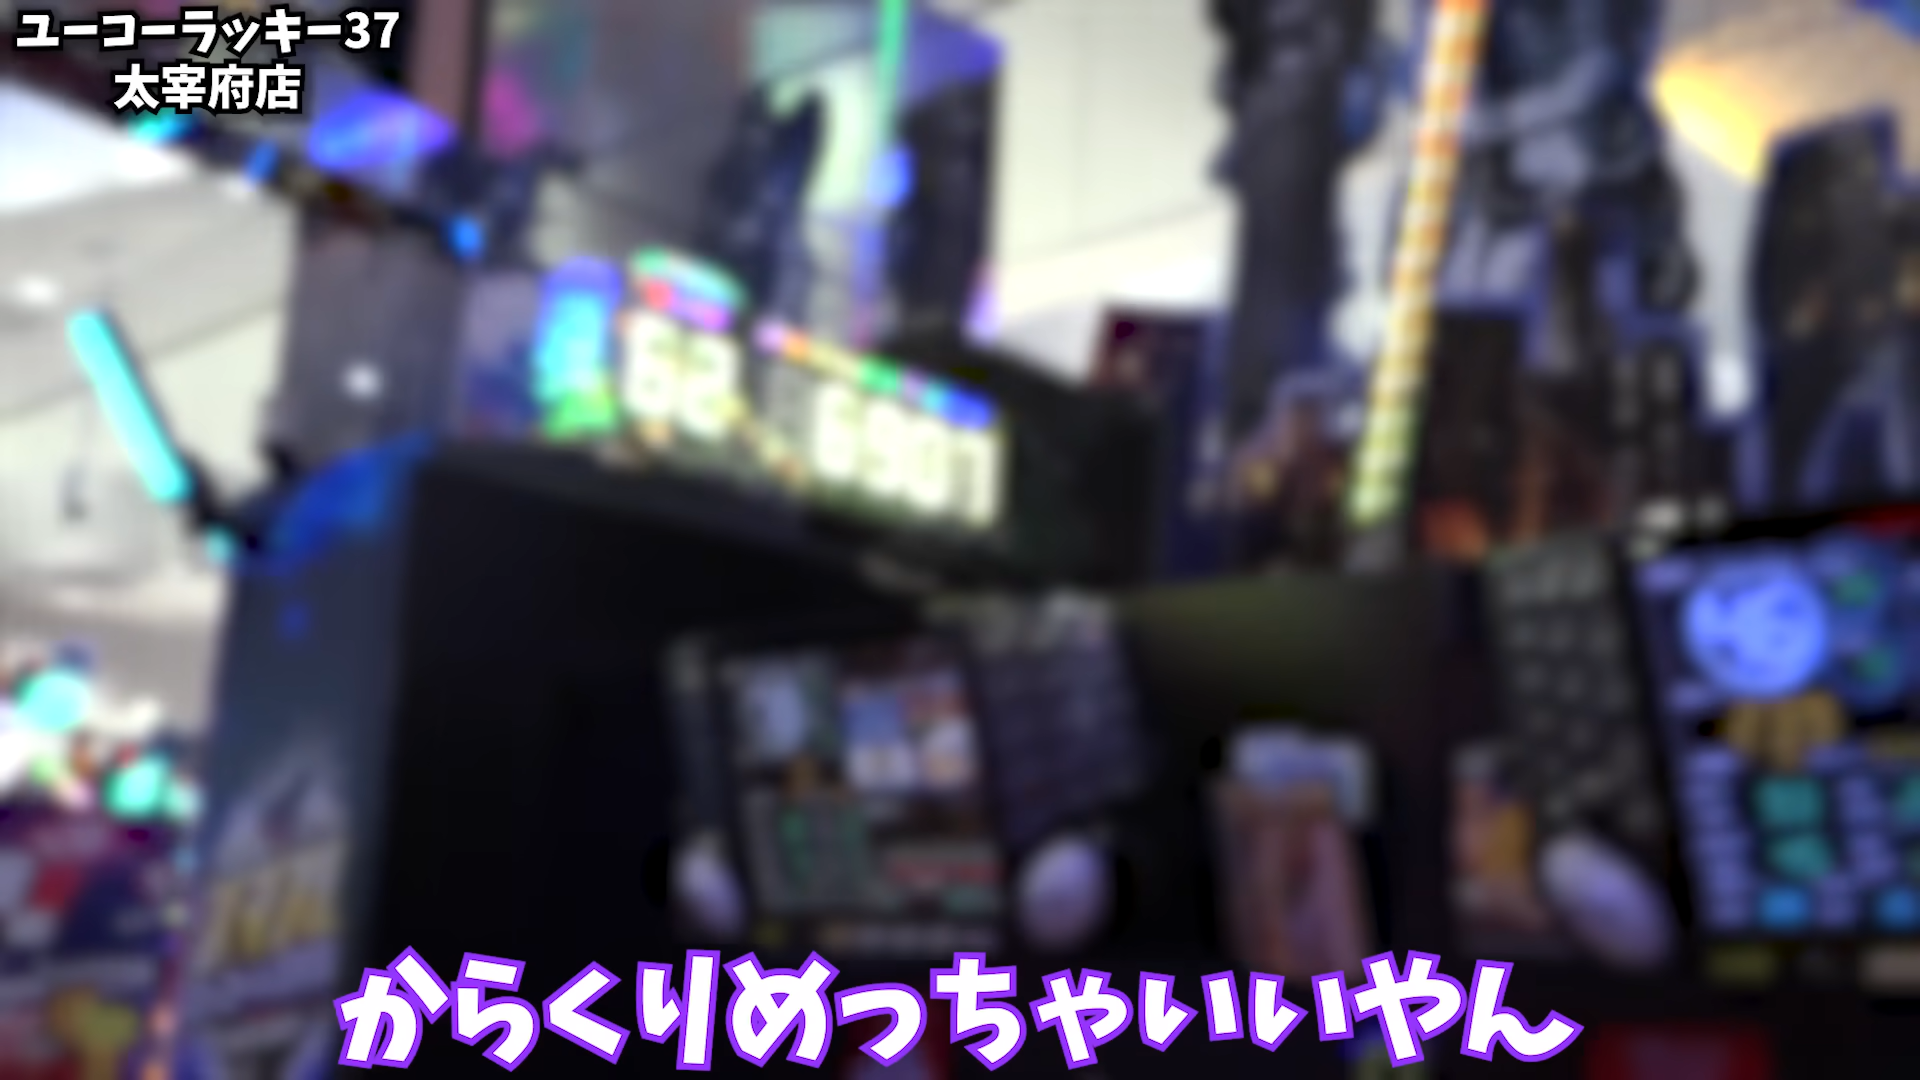 ユーコーラッキー37
太宰府店
からくりめっちゃいいやん